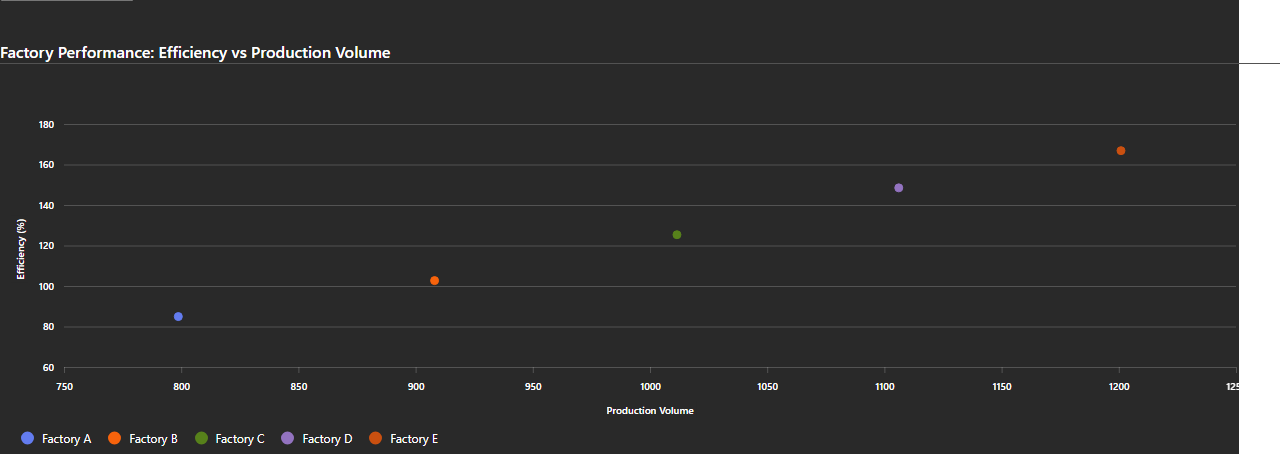 Factory Performance: Efficiency vs Production Volume
180
160
140
120
100
80
60
Efficiency (%)
750 800 850 900 950 1000 1050 1100 1150 1200 125
Production Volume
Factory A Factory B Factory C Factory D Factory E